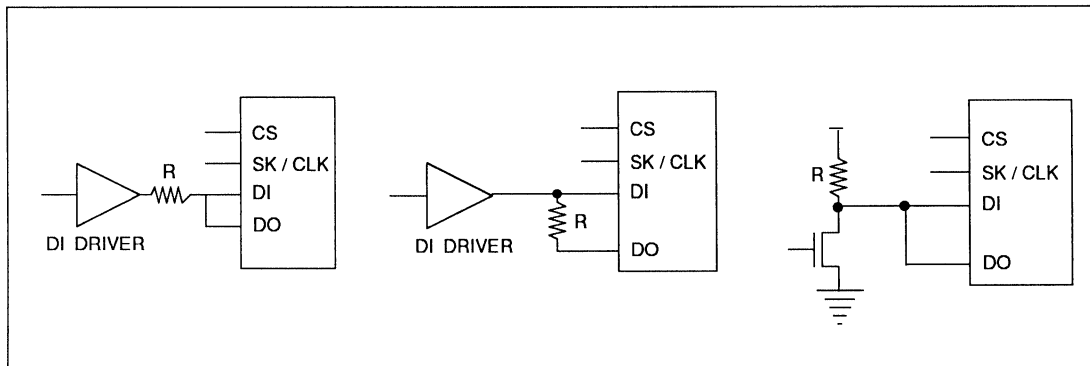 CS
SK / CLK
R
DI
DO
DI DRIVER
CS
SK / CLK
DI
R
DO
DI DRIVER
CS
SK / CLK
R
DI
DO